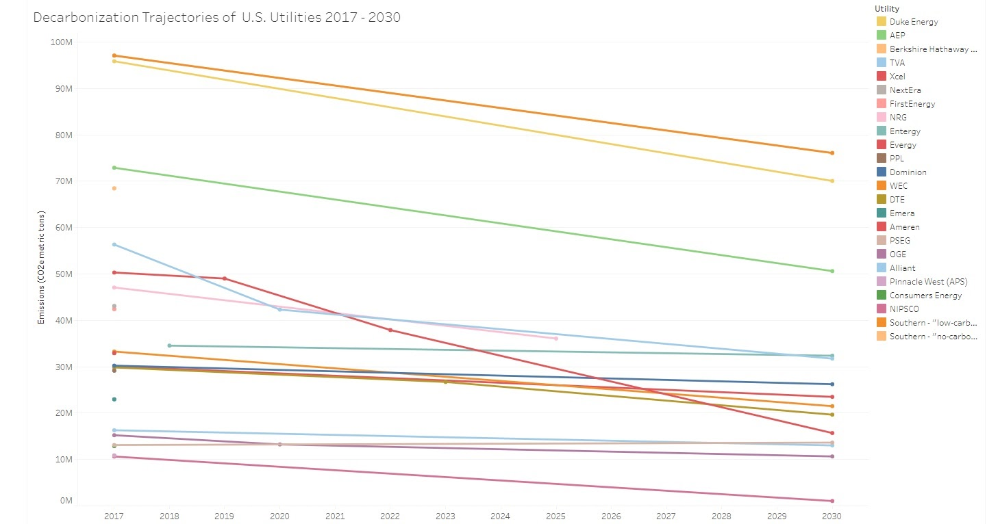 Decarbonization Trajectories of U.S. Utilities 2017 - 2030
Utility
Duke Energy
AEP
Berkshire Hathaway ...
TVA
Xcel
NextEra
FirstEnergy
NRG
Entergy
Evergy
PPL
Dominion
WEC
DTE
Emera
Ameren
PSEG
OGE
Alliant
Pinnacle West (APS)
Consumers Energy
NIPSCO
Southern - "low-carb...
Southern - "no-carbo...
Emissions (CO2e metric tons)
100M
90M
80M
70M
60M
50M
40M
30M
20M
10M
0M
2017 2018 2019 2020 2021 2022 2023 2024 2025 2026 2027 2028 2029 2030